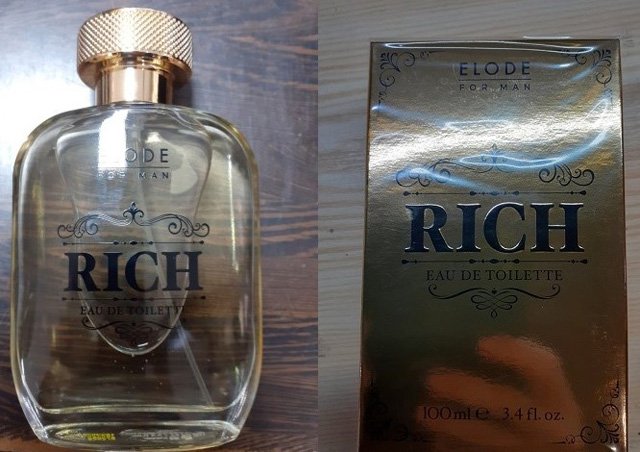 ELODE
FOR MAN
RICH
EAU DE TOILETTE
ELODE
FOR MAN
RICH
EAU DE TOILETTE
100ml e 3.4 fl. oz.